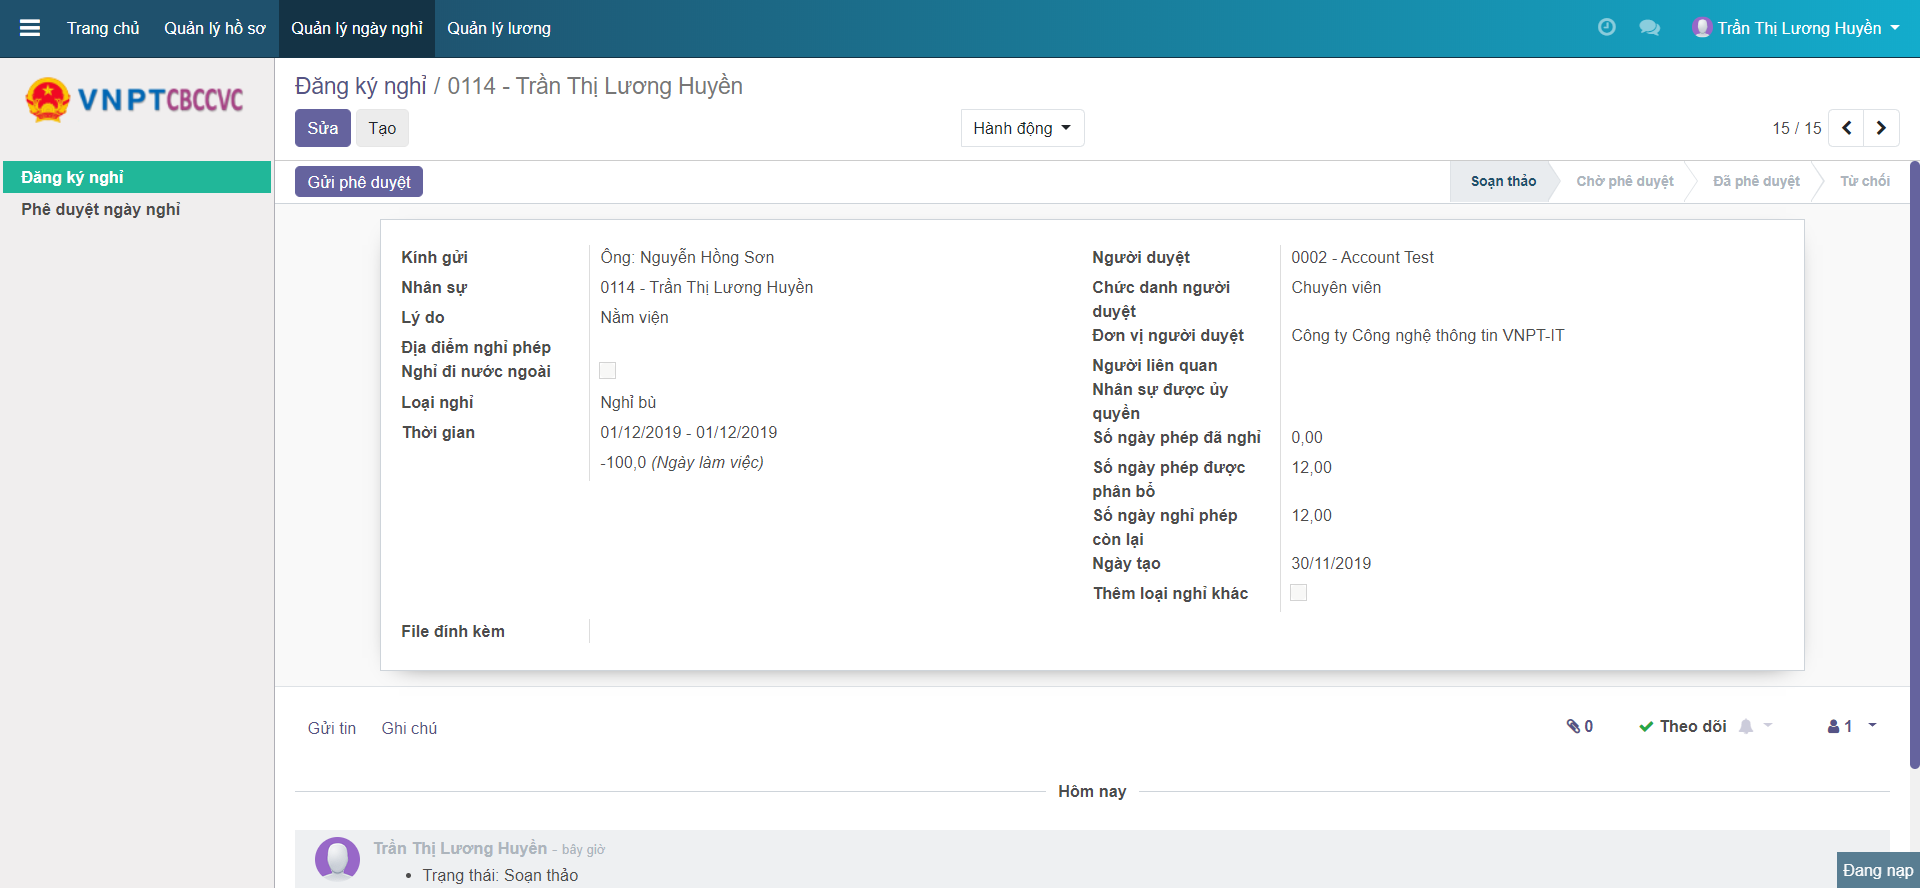 Trang chủ Quản lý hồ sơ Quản lý ngày nghỉ Quản lý lương Trần Thị Lương Huyền
VNPTCBCCVC
Đăng ký nghỉ
Phê duyệt ngày nghỉ
Đăng ký nghỉ / 0114 - Trần Thị Lương Huyền
Sửa Tạo Hành động 15 / 15
Gửi phê duyệt Soạn thảo Chờ phê duyệt Đã phê duyệt Từ chối
Kính gửi Ông: Nguyễn Hồng Sơn
Nhân sự 0114 - Trần Thị Lương Huyền
Lý do Nằm viện
Địa điểm nghỉ phép
Nghỉ đi nước ngoài
Loại nghỉ Nghỉ bù
Thời gian 01/12/2019 - 01/12/2019
-100,0 (Ngày làm việc)
File đính kèm
Người duyệt 0002 - Account Test
Chức danh người Chuyên viên
duyệt
Đơn vị người duyệt Công ty Công nghệ thông tin VNPT-IT
Người liên quan
Nhân sự được ủy
quyền
Số ngày phép đã nghỉ 0,00
Số ngày phép được 12,00
phân bổ
Số ngày nghỉ phép 12,00
còn lại
Ngày tạo 30/11/2019
Thêm loại nghỉ khác
Gửi tin Ghi chú 0 Theo dõi 1
Hôm nay
Trần Thị Lương Huyền - bây giờ
• Trạng thái: Soạn thảo
Đang nạp